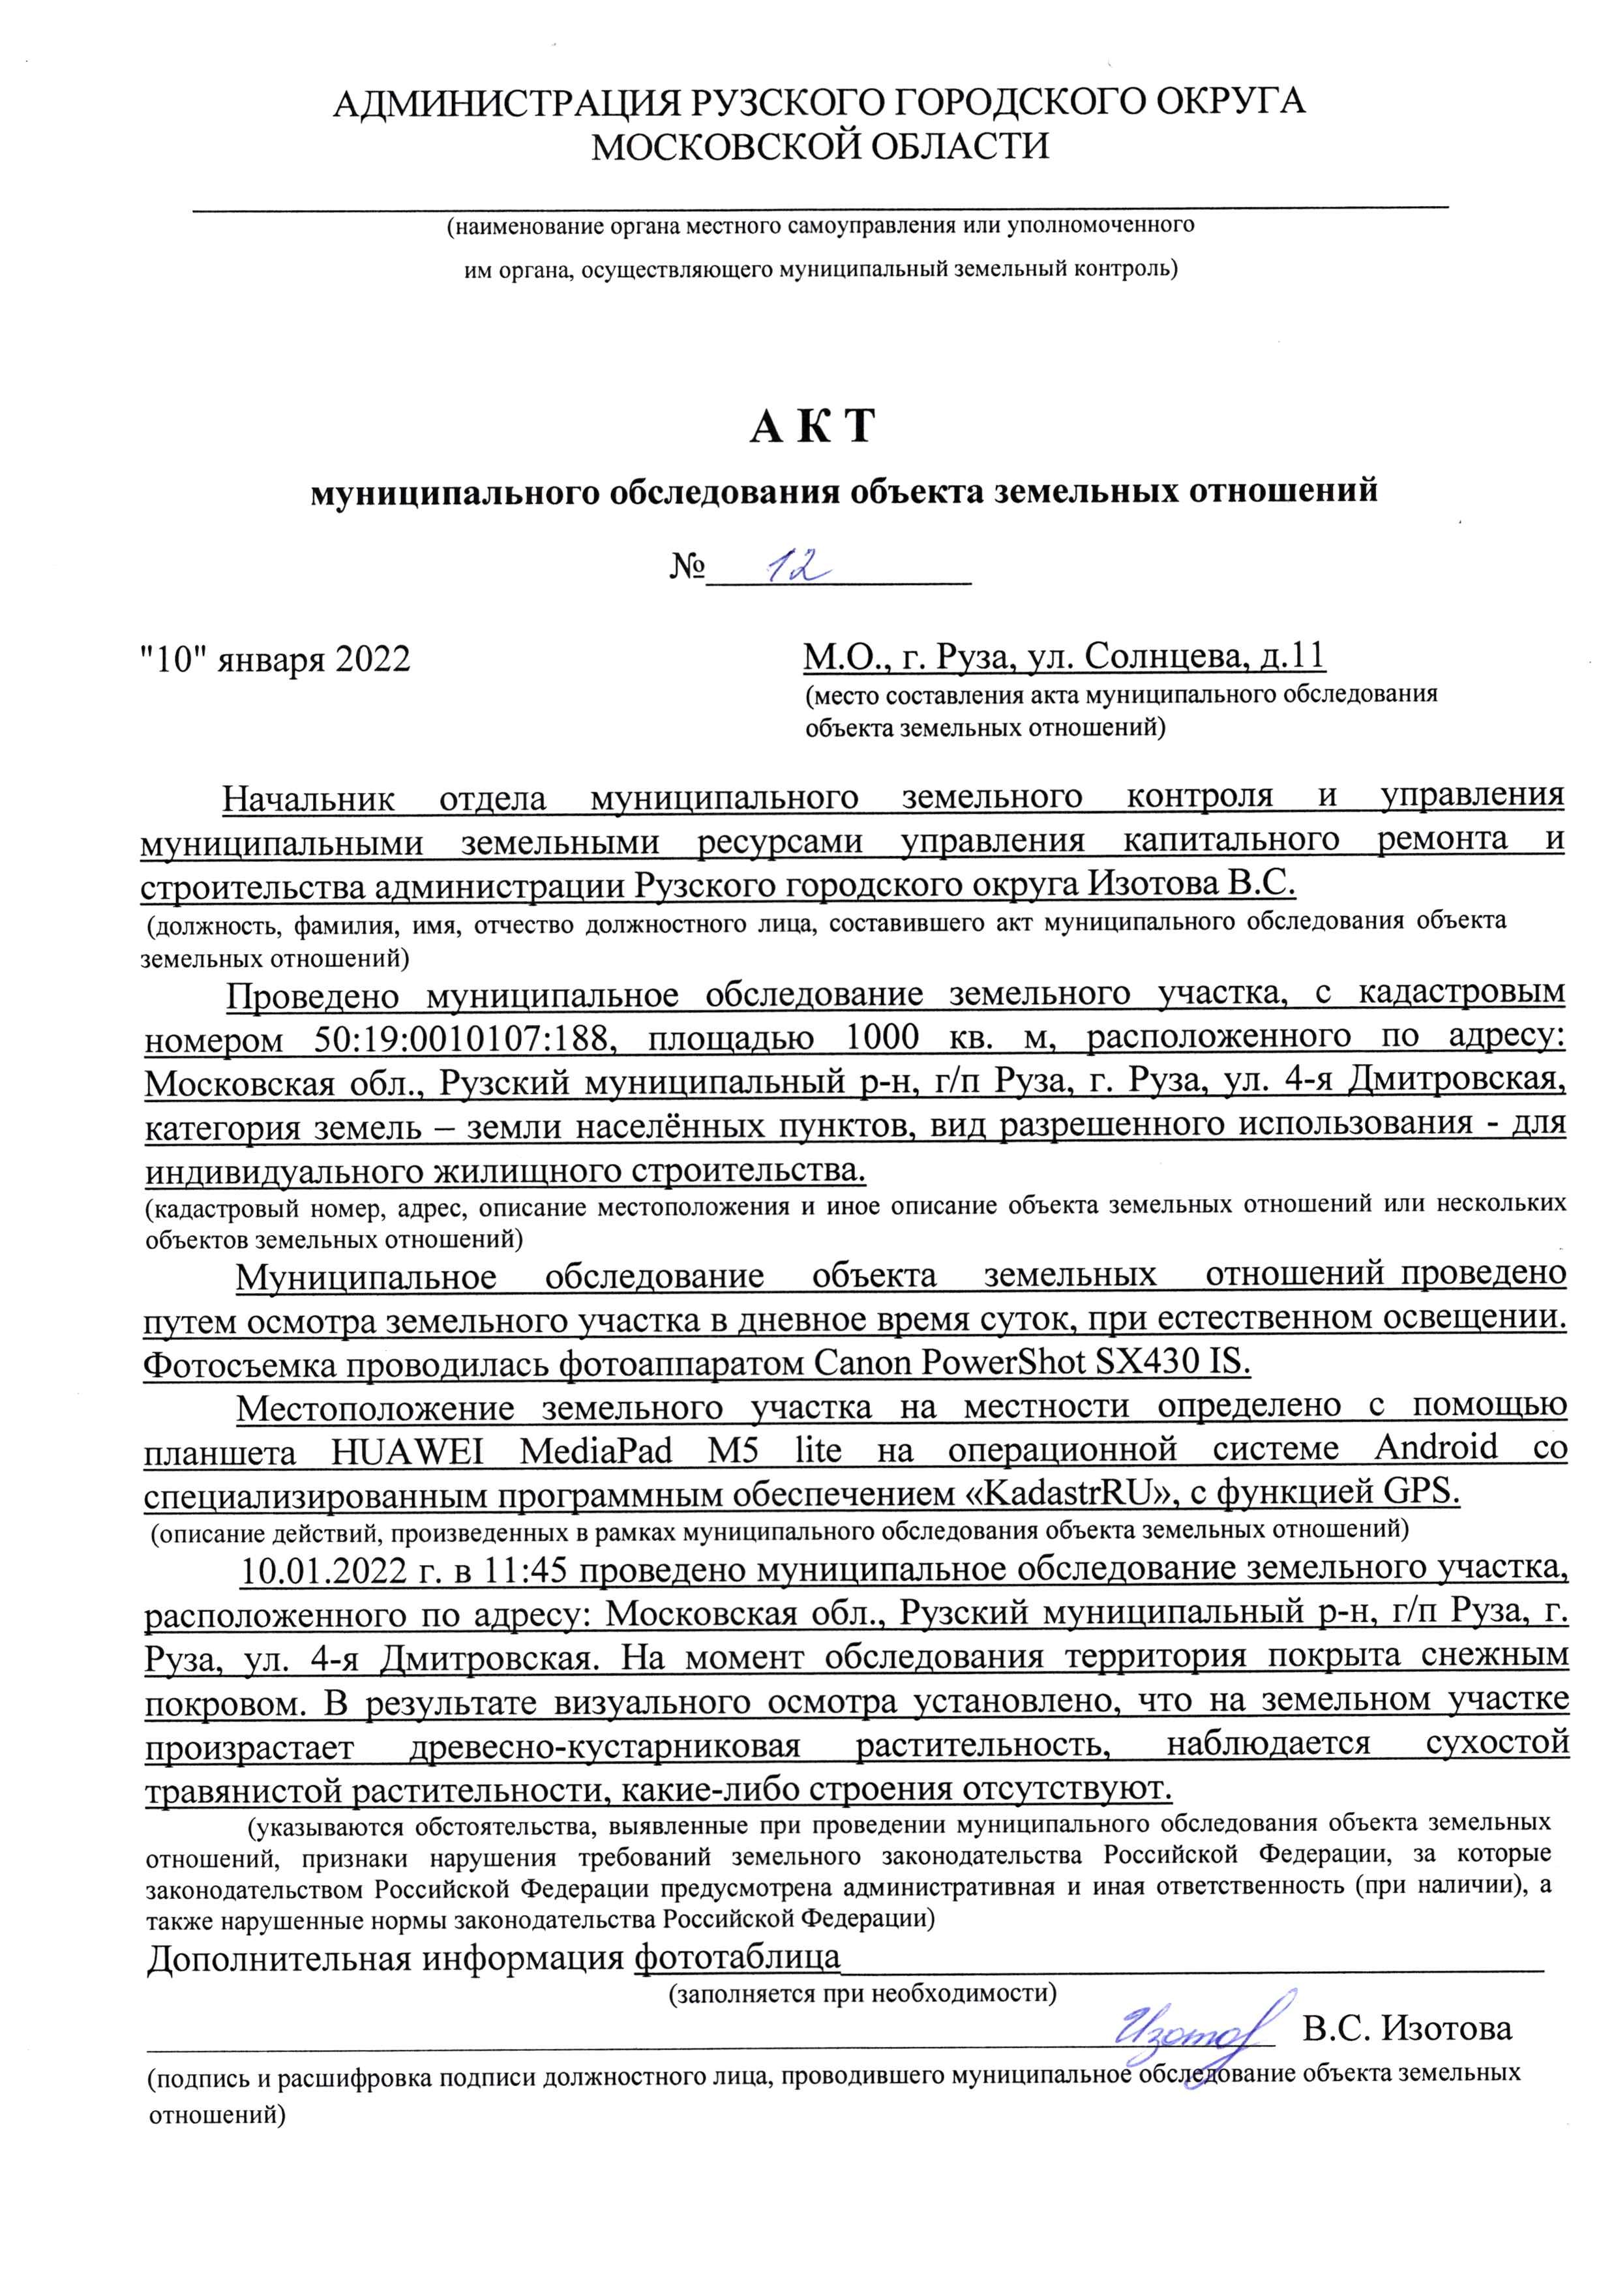 АДМИНИСТРАЦИЯ РУЗСКОГО ГОРОДСКОГО ОКРУГА
МОСКОВСКОЙ ОБЛАСТИ
(наименование органа местного самоуправления или уполномоченного
им органа, осуществляющего муниципальный земельный контроль)
А К Т
муниципального обследования объекта земельных отношений
№ 12
"10" января 2022
М.О., г. Руза, ул. Солнцева, д.11
(место составления акта муниципального обследования
объекта земельных отношений)
Начальник отдела муниципального земельного контроля и управления
муниципальными земельными ресурсами управления капитального ремонта и
строительства администрации Рузского городского округа Изотова В.С.
(должность, фамилия, имя, отчество должностного лица, составившего акт муниципального обследования объекта
земельных отношений)
Проведено муниципальное обследование земельного участка, с кадастровым
номером 50:19:0010107:188, площадью 1000 кв. м, расположенного по адресу:
Московская обл., Рузский муниципальный р-н, г/п Руза, г. Руза, ул. 4-я Дмитровская,
категория земель – земли населённых пунктов, вид разрешенного использования - для
индивидуального жилищного строительства.
(кадастровый номер, адрес, описание местоположения и иное описание объекта земельных отношений или нескольких
объектов земельных отношений)
Муниципальное обследование объекта земельных отношений проведено
путем осмотра земельного участка в дневное время суток, при естественном освещении.
Фотосъемка проводилась фотоаппаратом Canon PowerShot SX430 IS.
Местоположение земельного участка на местности определено с помощью
планшета HUAWEI MediaPad M5 lite на операционной системе Android со
специализированным программным обеспечением «KadastrRU», с функцией GPS.
(описание действий, произведенных в рамках муниципального обследования объекта земельных отношений)
10.01.2022 г. в 11:45 проведено муниципальное обследование земельного участка,
расположенного по адресу: Московская обл., Рузский муниципальный р-н, г/п Руза, г.
Руза, ул. 4-я Дмитровская. На момент обследования территория покрыта снежным
покровом. В результате визуального осмотра установлено, что на земельном участке
произрастает древесно-кустарниковая растительность, наблюдается сухостой
травянистой растительности, какие-либо строения отсутствуют.
(указываются обстоятельства, выявленные при проведении муниципального обследования объекта земельных
отношений, признаки нарушения требований земельного законодательства Российской Федерации, за которые
законодательством Российской Федерации предусмотрена административная и иная ответственность (при наличии), а
также нарушенные нормы законодательства Российской Федерации)
Дополнительная информация фототаблица
(заполняется при необходимости)
Изотов В.С. Изотова
(подпись и расшифровка подписи должностного лица, проводившего муниципальное обследование объекта земельных
отношений)